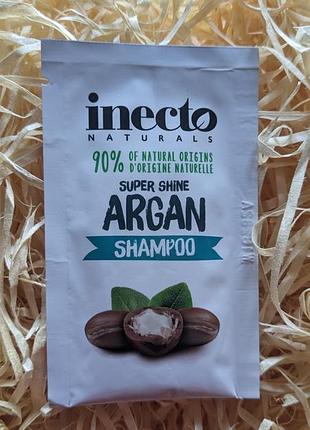 inecto
NATURALS
90% OF NATURAL ORIGINS
D'ORIGINE NATURELLE
SUPER SHINE
ARGAN
SHAMPOO